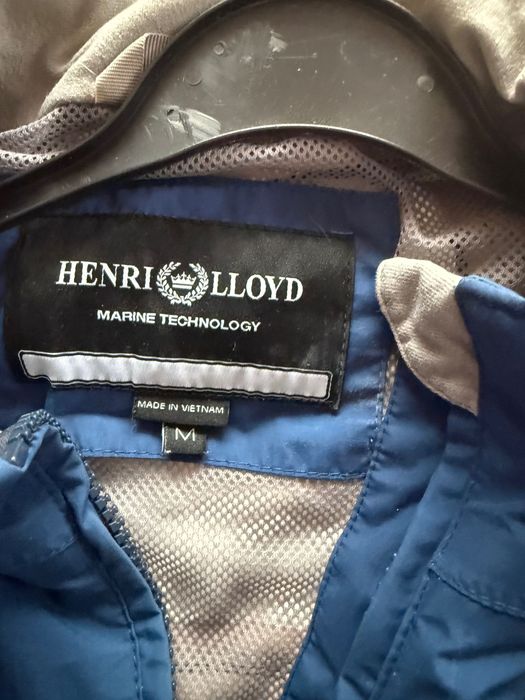 HENRI LLOYD
MARINE TECHNOLOGY
MADE IN VIETNAM
M